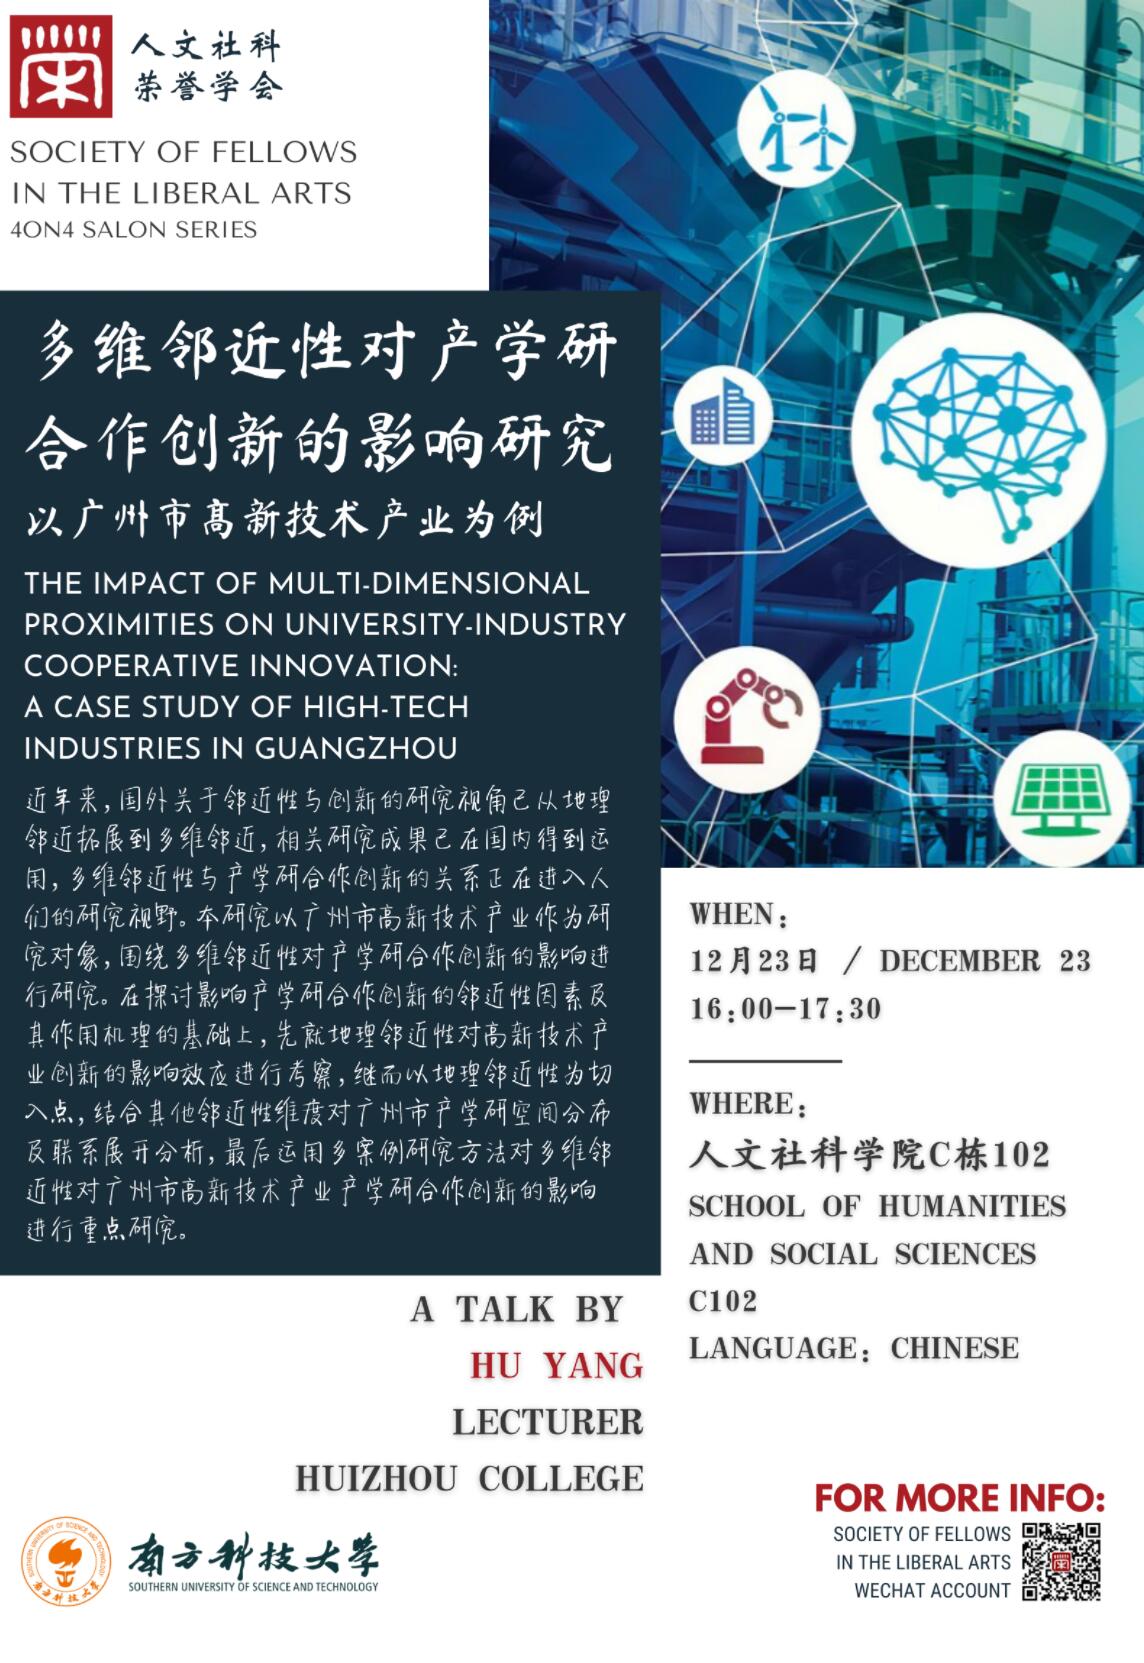 人文社科
荣誉学会
SOCIETY OF FELLOWS
IN THE LIBERAL ARTS
4ON4 SALON SERIES
多维邻近性对产学研
合作创新的影响研究
以广州市高新技术产业为例
THE IMPACT OF MULTI-DIMENSIONAL
PROXIMITIES ON UNIVERSITY-INDUSTRY
COOPERATIVE INNOVATION:
A CASE STUDY OF HIGH-TECH
INDUSTRIES IN GUANGZHOU
近年来，国外关于邻近性与创新的研究视角已从地理
邻近拓展到多维邻近，相关研究成果已在国内得到运
用，多维邻近性与产学研合作创新的关系正在进入人
们的研究视野。本研究以广州市高新技术产业作为研
究对象，围绕多维邻近性对产学研合作创新的影响进
行研究。在探讨影响产学研合作创新的邻近性因素及
其作用机理的基础上，先就地理邻近性对高新技术产
业创新的影响效应进行考察，继而以地理邻近性为切
入点，结合其他邻近性维度对广州市产学研空间分布
及联系展开分析，最后运用多案例研究方法对多维邻
近性对广州市高新技术产业产学研合作创新的影响
进行重点研究。
WHEN:
12月23日 / DECEMBER 23
16:00—17:30
WHERE:
人文社科学院C栋102
SCHOOL OF HUMANITIES
AND SOCIAL SCIENCES
C102
LANGUAGE: CHINESE
A TALK BY
HU YANG
LECTURER
HUIZHOU COLLEGE
南方科技大学
SOUTHERN UNIVERSITY OF SCIENCE AND TECHNOLOGY
FOR MORE INFO:
SOCIETY OF FELLOWS
IN THE LIBERAL ARTS
WECHAT ACCOUNT